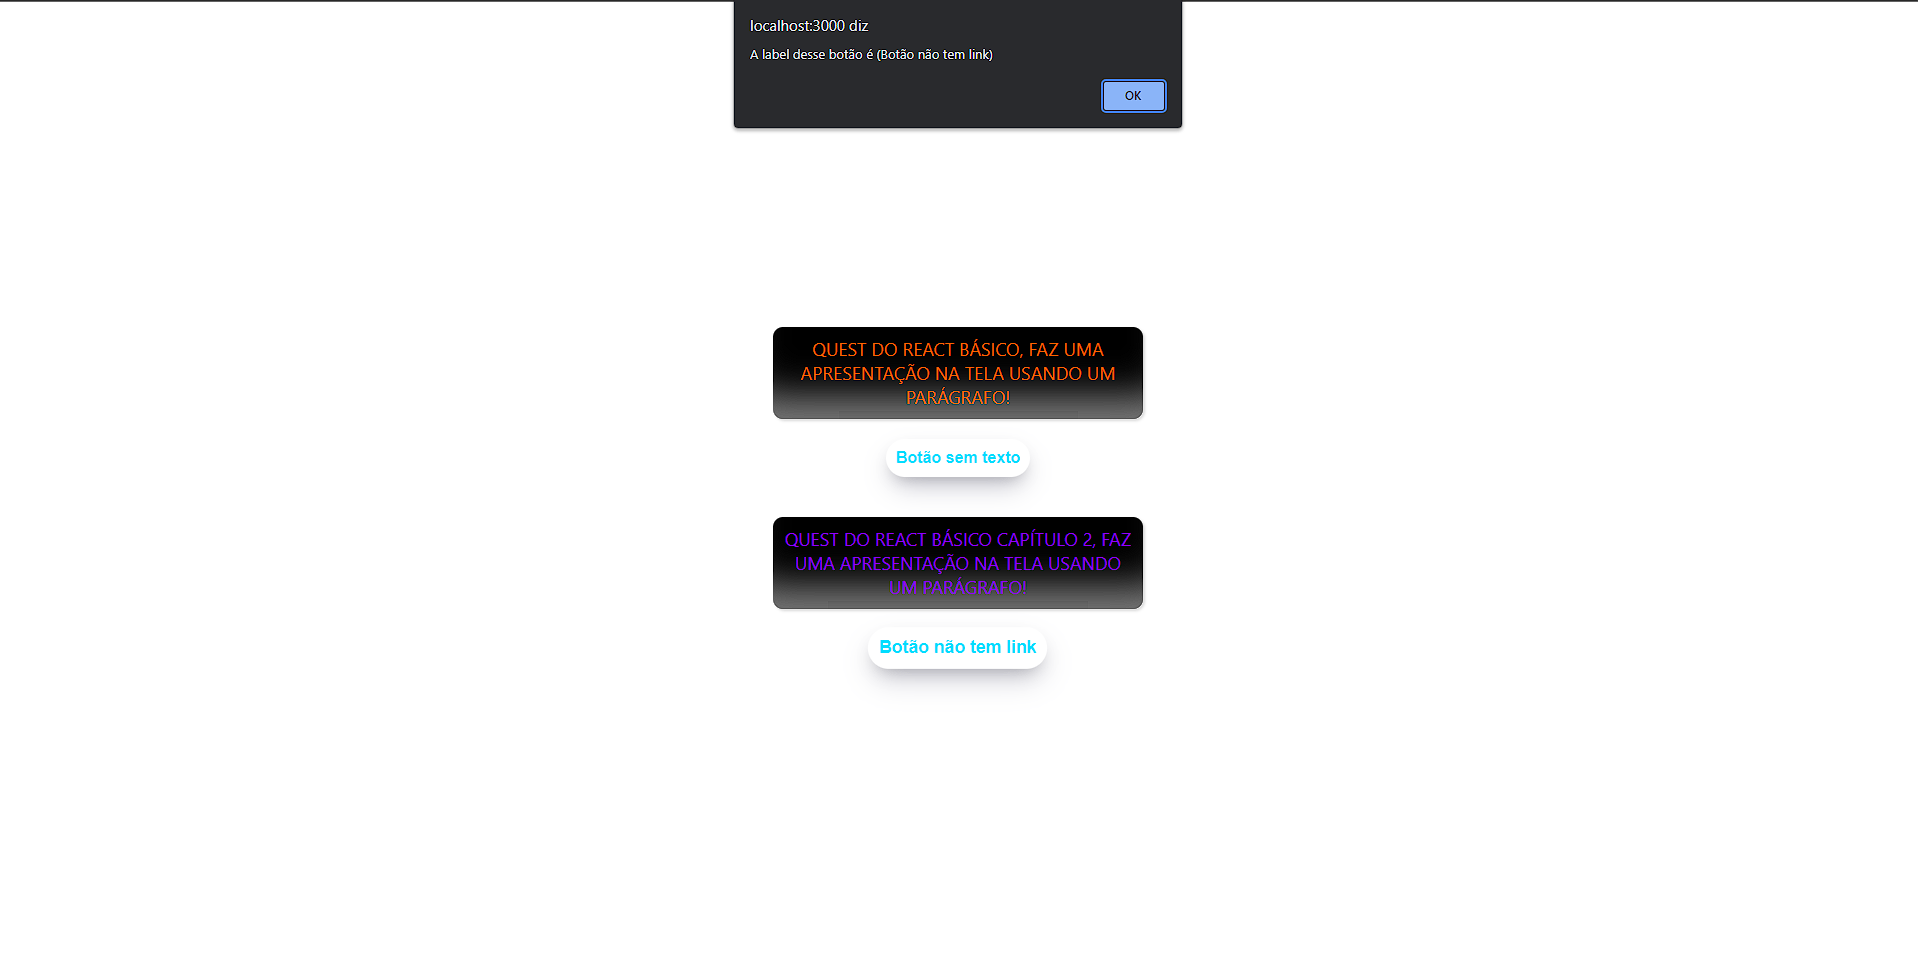 localhost:3000 diz
A label desse botão é (Botão não tem link)
OK
QUEST DO REACT BÁSICO, FAZ UMA
APRESENTAÇÃO NA TELA USANDO UM
PARÁGRAFO!
Botão sem texto
QUEST DO REACT BÁSICO CAPÍTULO 2, FAZ
UMA APRESENTAÇÃO NA TELA USANDO
UM PARÁGRAFO!
Botão não tem link